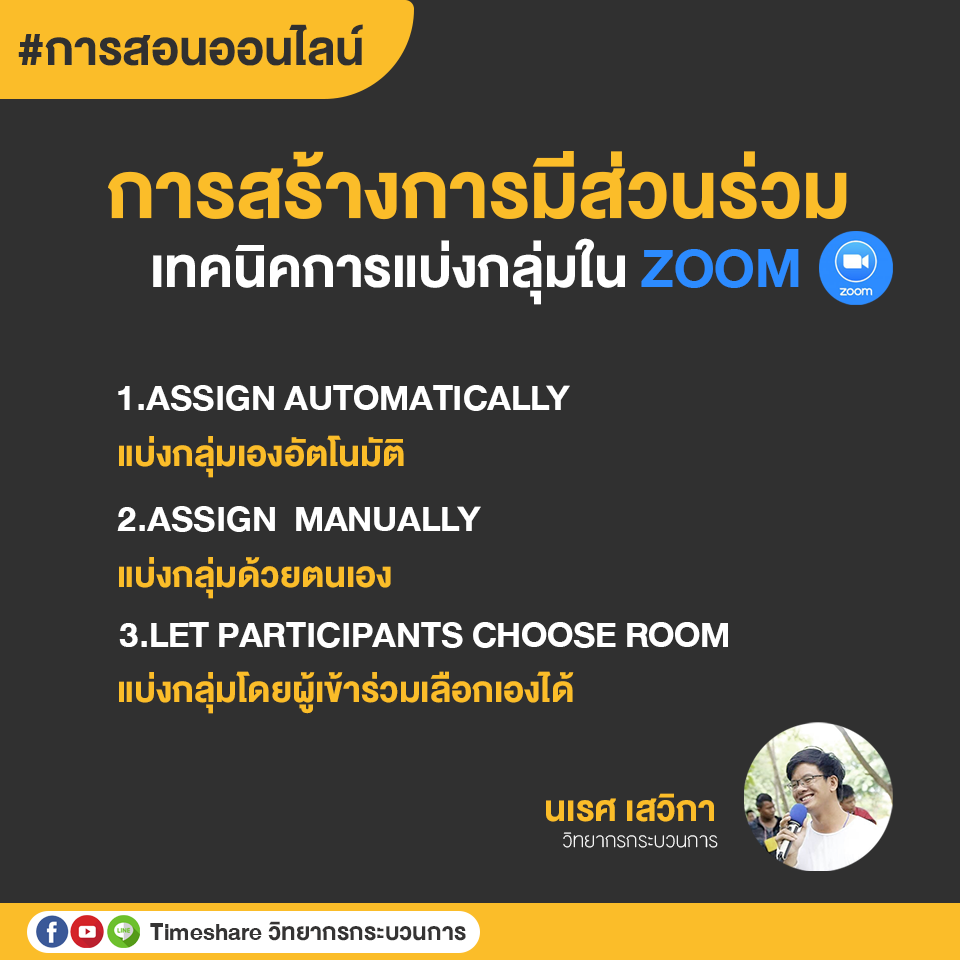 #การสอนออนไลน์
การสร้างการมีส่วนร่วม
เทคนิคการแบ่งกลุ่มใน ZOOM
zoom
1.ASSIGN AUTOMATICALLY
แบ่งกลุ่มเองอัตโนมัติ
2.ASSIGN  MANUALLY
แบ่งกลุ่มด้วยตนเอง
3.LET PARTICIPANTS CHOOSE ROOM
แบ่งกลุ่มโดยผู้เข้าร่วมเลือกเองได้
นเรศ เสวิกา
วิทยากรกระบวนการ
LINE
Timeshare วิทยากรกระบวนการ